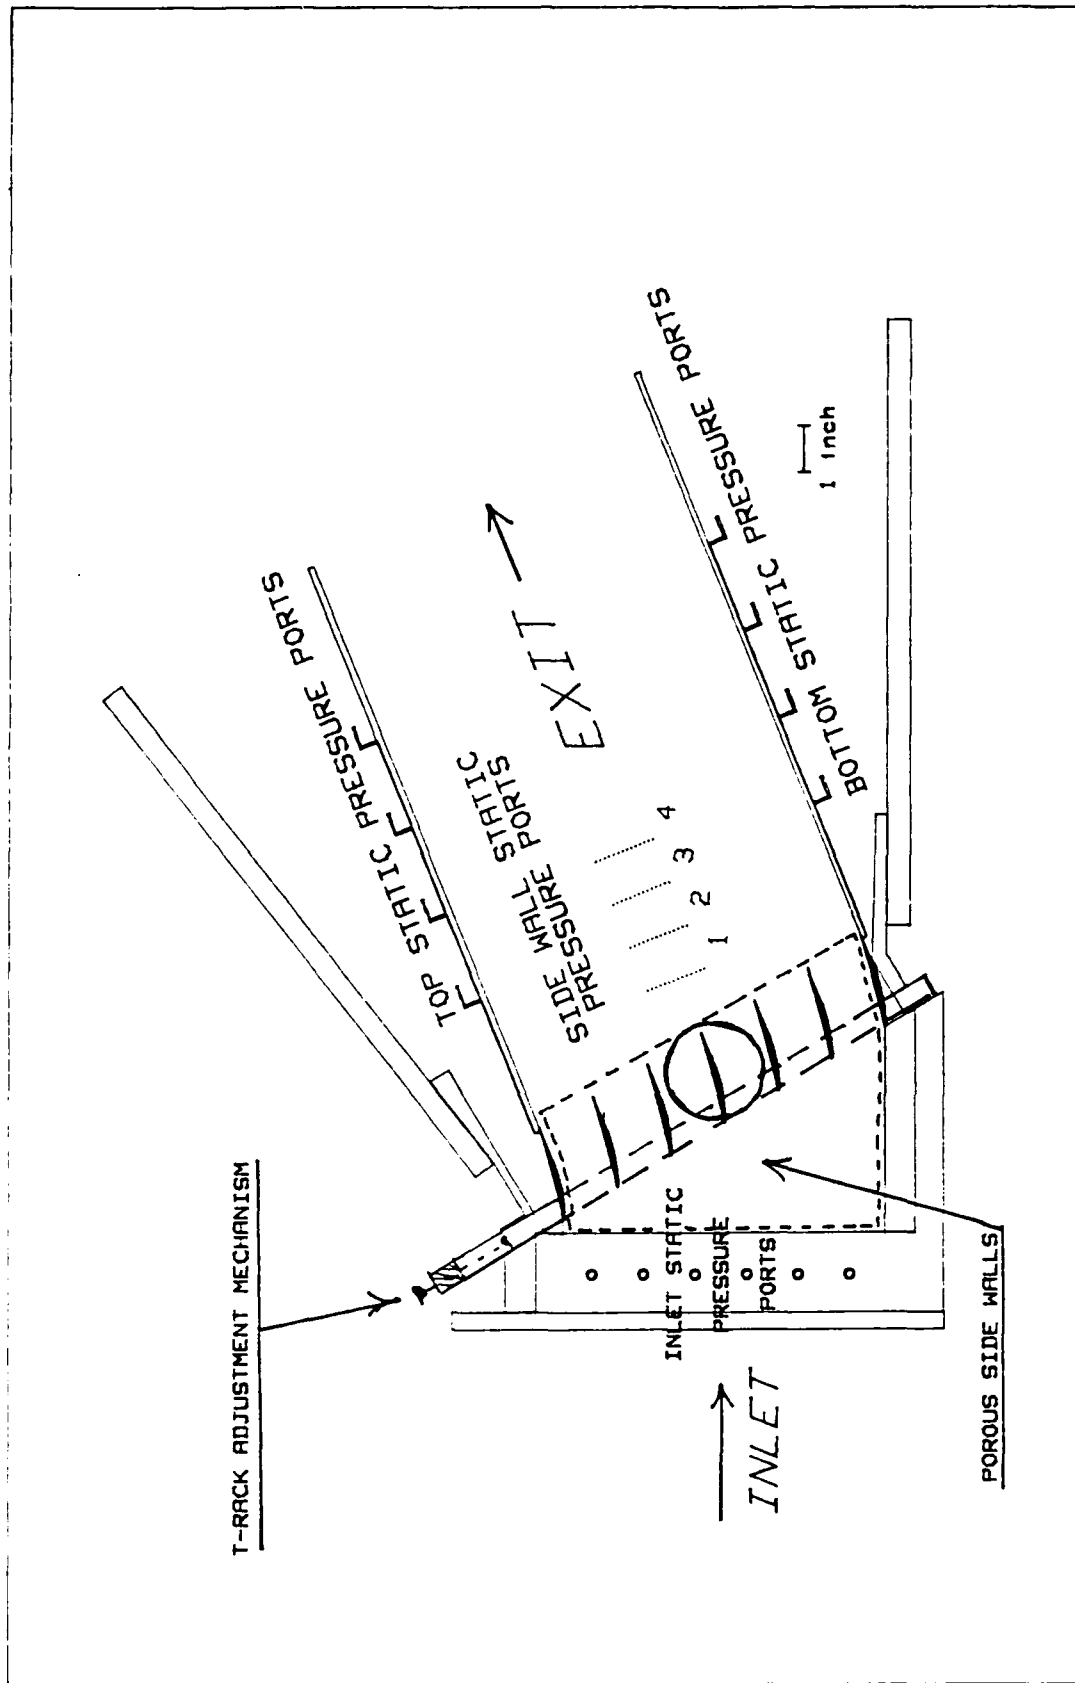 T-RACK ADJUSTMENT MECHANISM
TOP STATIC PRESSURE PORTS
SIDE WALL STATIC
PRESSURE PORTS
EXIT
1 2 3 4
BOTTOM STATIC PRESSURE PORTS
1 Inch
INLET STATIC
PRESSURE
PORTS
INLET
POROUS SIDE WALLS